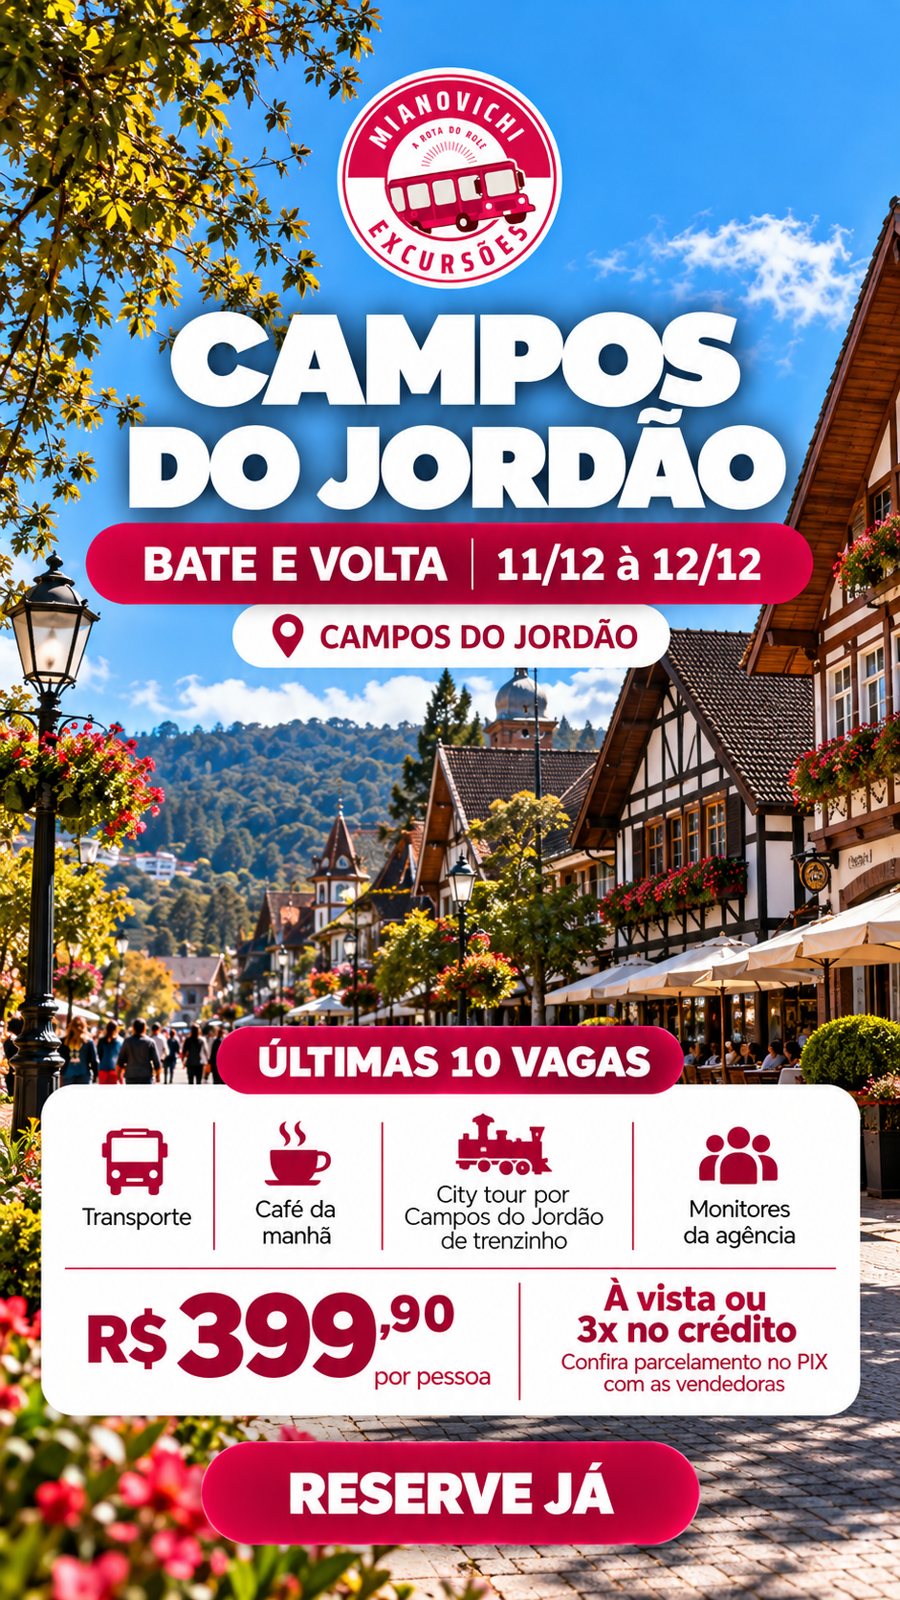 MIANOVICHI
A ROTA DO ROLE
EXCURSÕES
CAMPOS
DO JORDÃO
BATE E VOLTA | 11/12 à 12/12
CAMPOS DO JORDÃO
ÚLTIMAS 10 VAGAS
Transporte
Café da
manhã
City tour por
Campos do Jordão
de trenzinho
Monitores
da agência
R$ 399,90
por pessoa
À vista ou
3x no crédito
Confira parcelamento no PIX
com as vendedoras
RESERVE JÁ